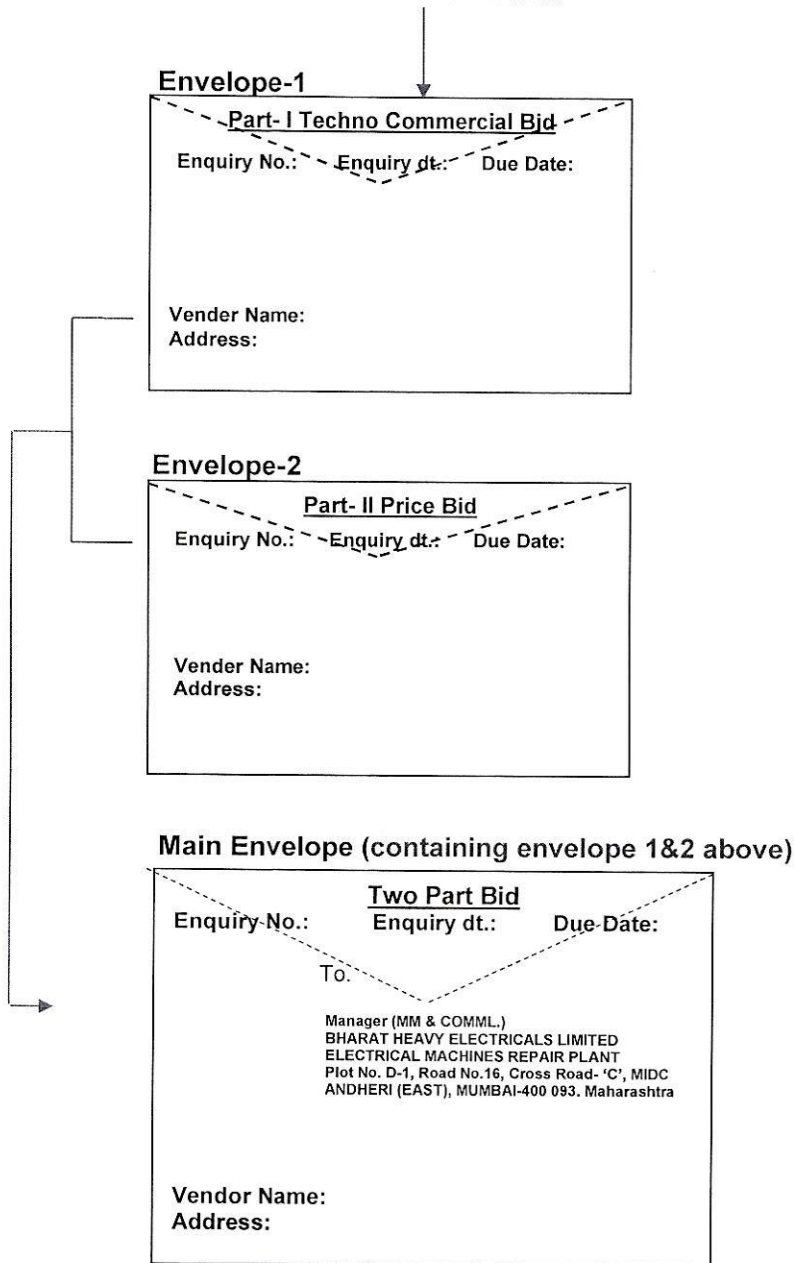 Envelope-1
Part- I Techno Commercial Bid
Enquiry No.: Enquiry dt.: Due Date:
Vender Name:
Address:
Envelope-2
Part- II Price Bid
Enquiry No.: Enquiry dt.: Due Date:
Vender Name:
Address:
Main Envelope (containing envelope 1&2 above)
Two Part Bid
Enquiry No.: Enquiry dt.: Due Date:
To.
Manager (MM & COMML.)
BHARAT HEAVY ELECTRICALS LIMITED
ELECTRICAL MACHINES REPAIR PLANT
Plot No. D-1, Road No.16, Cross Road- ‘C’, MIDC
ANDHERI (EAST), MUMBAI-400 093. Maharashtra
Vendor Name:
Address: